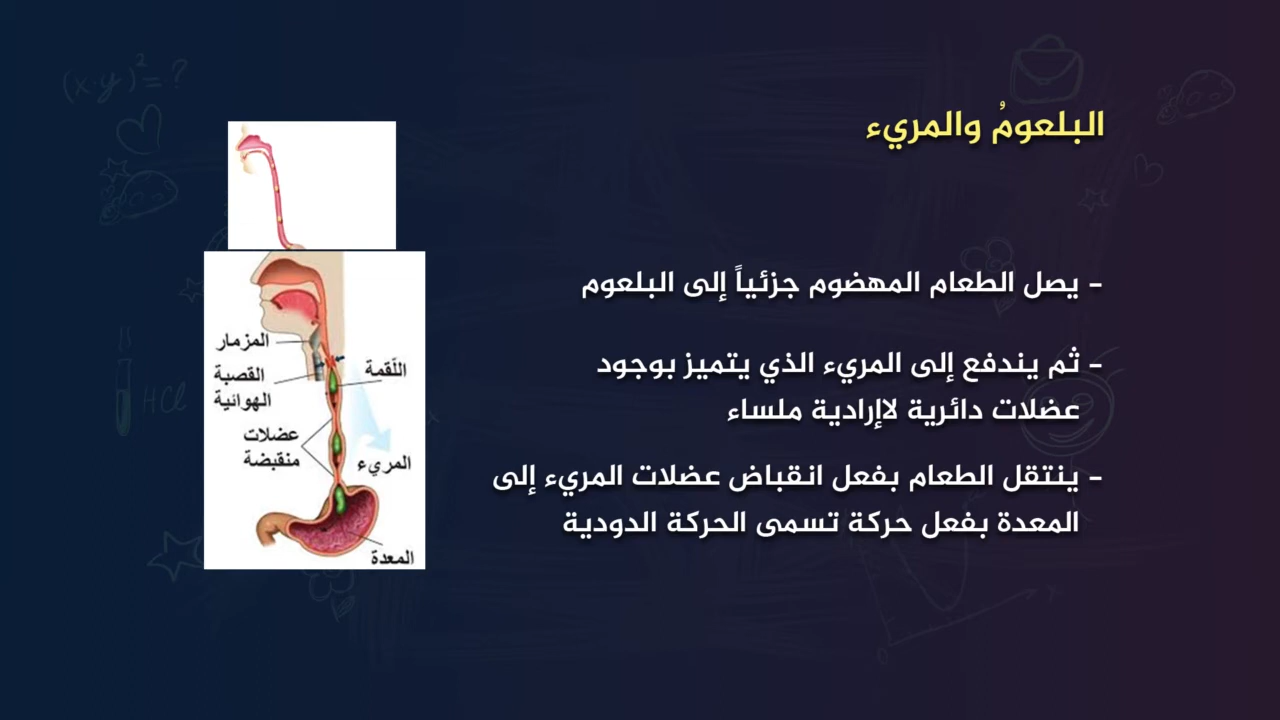 البلعومُ والمريء
- يصل الطعام المهضوم جزئياً إلى البلعوم
- ثم يندفع إلى المريء الذي يتميز بوجود
عضلات دائرية لاإرادية ملساء
- ينتقل الطعام بفعل انقباض عضلات المريء إلى
المعدة بفعل حركة تسمى الحركة الدودية
المزمار
اللّقمة
القصبة
الهوائية
عضلات
منقبضة
المريء
المعدة
(x·y)²=?
HCl